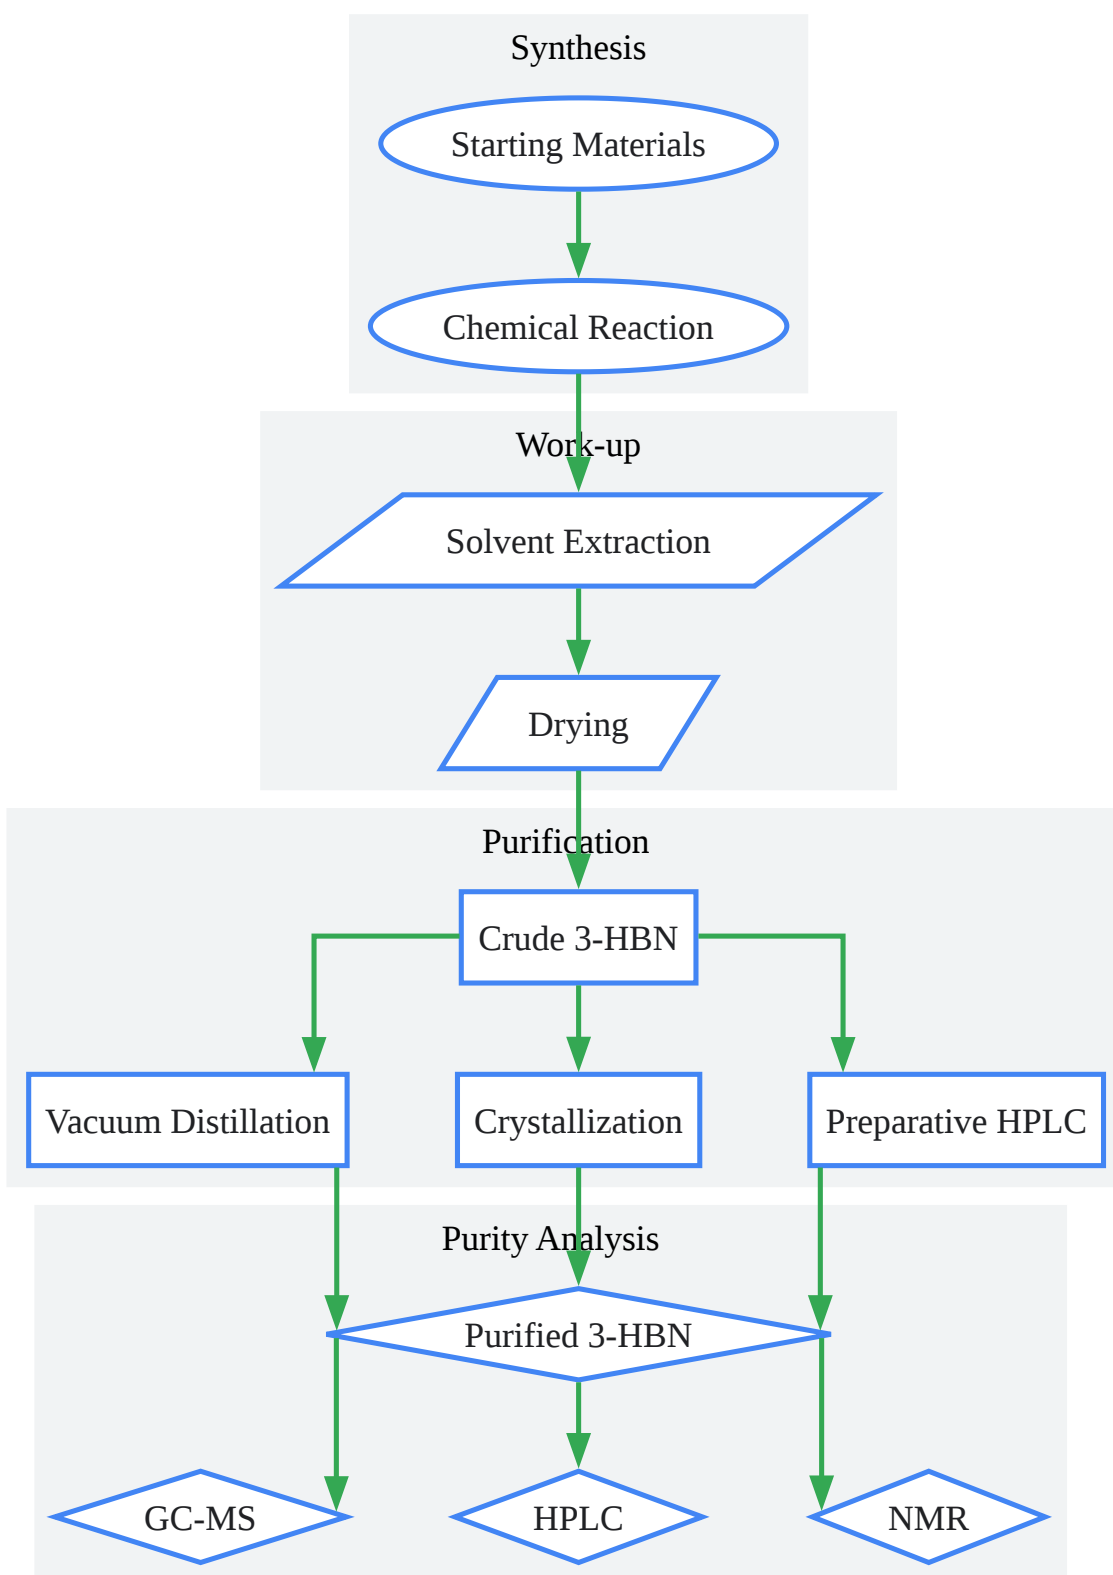 Synthesis
Starting Materials
Chemical Reaction
Work-up
Solvent Extraction
Drying
Purification
Crude 3-HBN
Vacuum Distillation
Crystallization
Preparative HPLC
Purity Analysis
Purified 3-HBN
GC-MS
HPLC
NMR